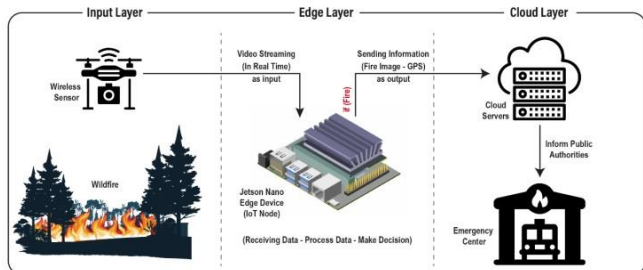 Input Layer
Edge Layer
Cloud Layer
Wireless
Sensor
Wildfire
Video Streaming
(In Real Time)
as input
Sending Information
(Fire Image - GPS)
as output
if (Fire)
Jetson Nano
Edge Device
(IoT Node)
(Receiving Data - Process Data - Make Decision)
Cloud
Servers
Inform Public
Authorities
Emergency
Center